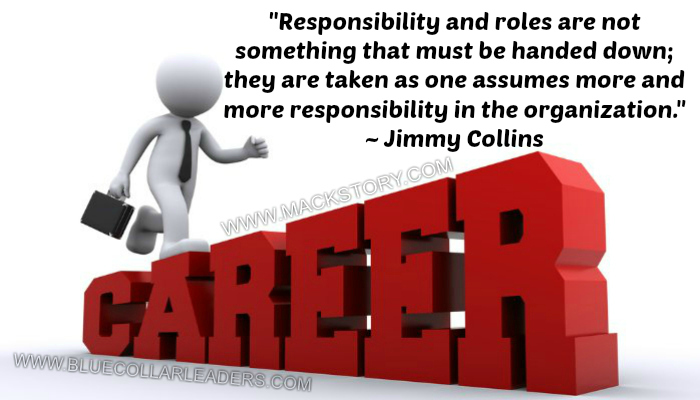 "Responsibility and roles are not
something that must be handed down;
they are taken as one assumes more and
more responsibility in the organization."
~ Jimmy Collins
WWW.MACKSTORY.COM
CAREER
WWW.BLUECOLLARLEADERS.COM